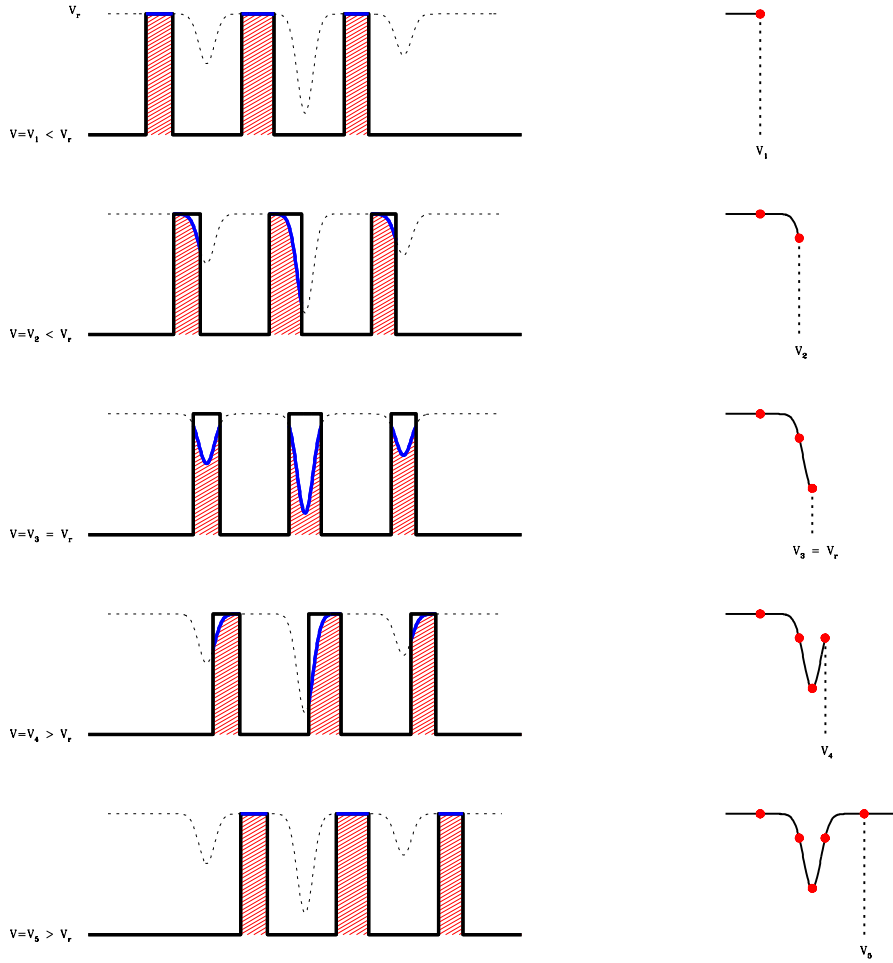 Vr
V=V1 < Vr
V1
V=V2 < Vr
V2
V=V3 = Vr
V3 = Vr
V=V4 > Vr
V4
V=V5 > Vr
V5